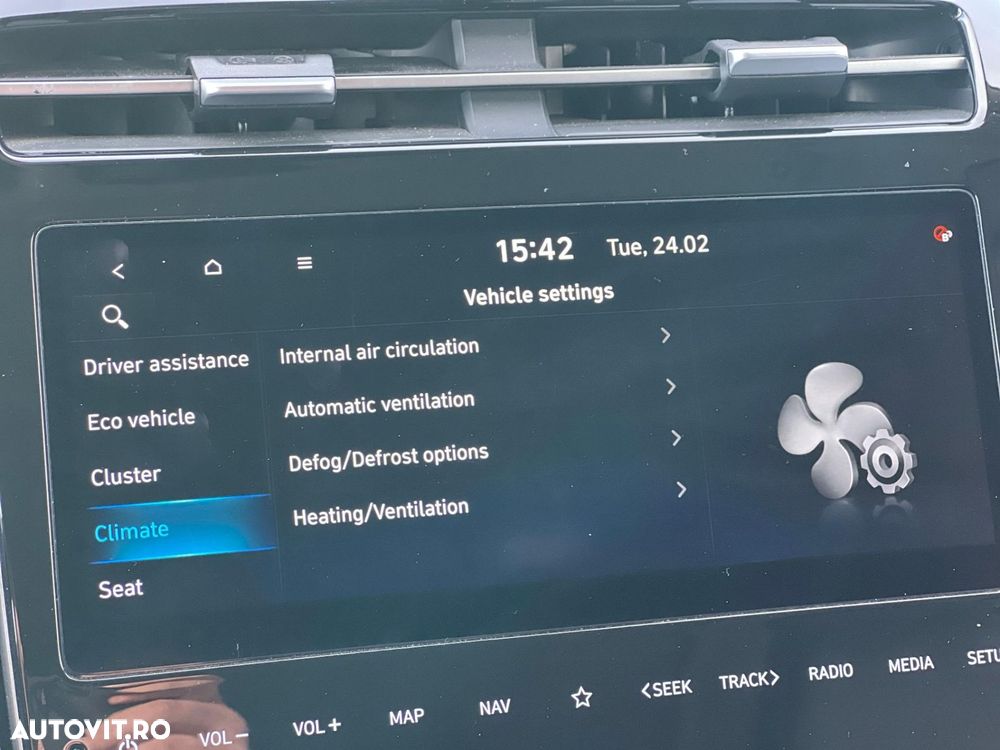 15:42 Tue, 24.02
Vehicle settings
Driver assistance
Eco vehicle
Cluster
Climate
Seat
Internal air circulation
Automatic ventilation
Defog/Defrost options
Heating/Ventilation
VOL− VOL+ MAP NAV ☆ <SEEK TRACK> RADIO MEDIA SETU
AUTOVIT.RO